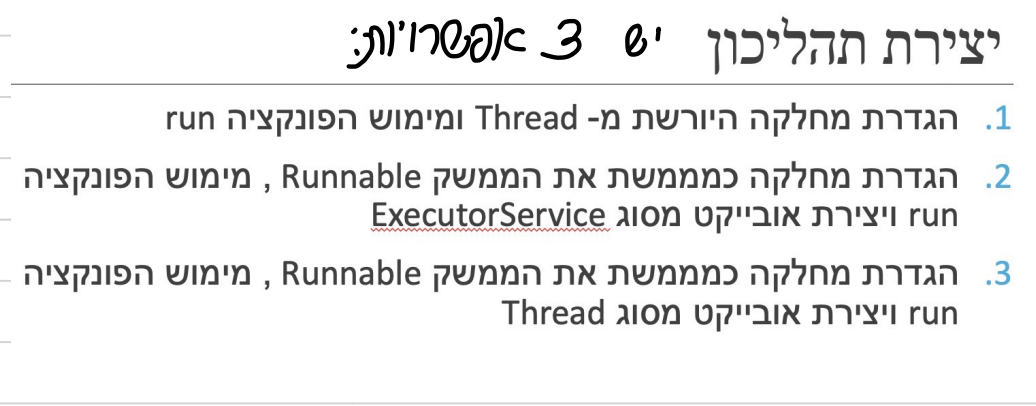 יצירת תהליכון יש 3 אפשרויות:
1. הגדרת מחלקה היורשת מ- Thread ומימוש הפונקציה run
2. הגדרת מחלקה כמממשת את הממשק Runnable , מימוש הפונקציה
run ויצירת אובייקט מסוג ExecutorService
3. הגדרת מחלקה כמממשת את הממשק Runnable , מימוש הפונקציה
run ויצירת אובייקט מסוג Thread